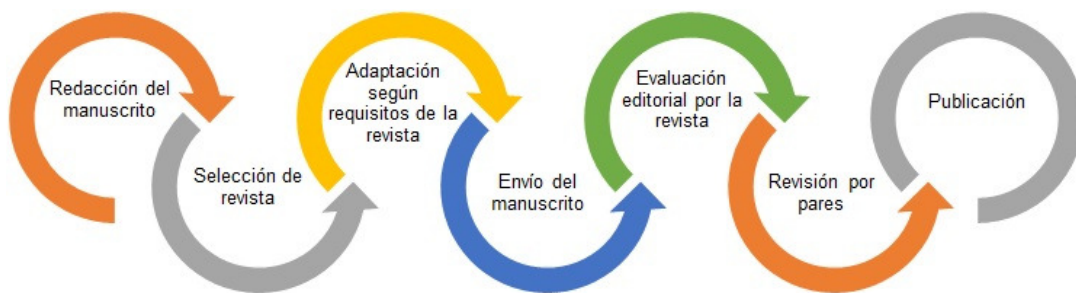 Redacción del
manuscrito
Selección de
revista
Adaptación
según
requisitos de la
revista
Envío del
manuscrito
Evaluación
editorial por la
revista
Revisión por
pares
Publicación